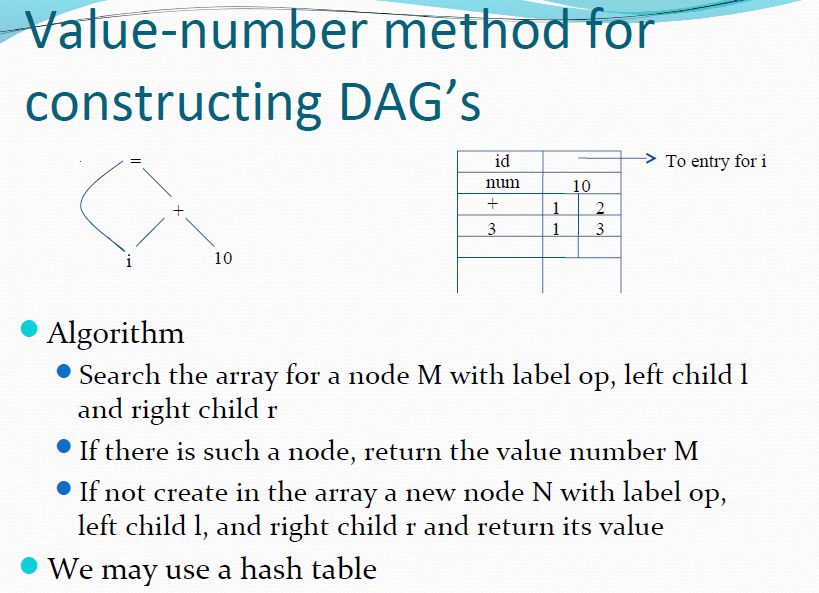 Value-number method for
constructing DAG's
=
+
i
10
id
To entry for i
num 10
+ 1 2
3 1 3
Algorithm
Search the array for a node M with label op, left child l
and right child r
If there is such a node, return the value number M
If not create in the array a new node N with label op,
left child l, and right child r and return its value
We may use a hash table